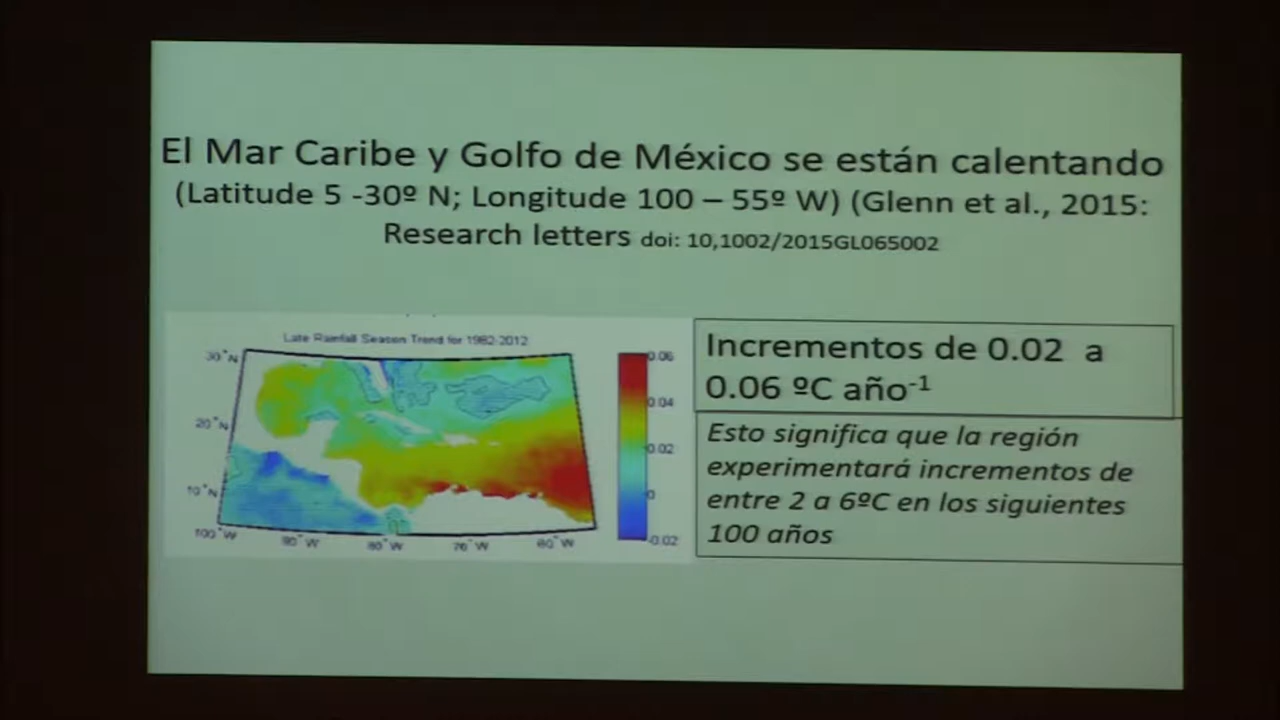 El Mar Caribe y Golfo de México se están calentando
(Latitude 5 -30º N; Longitude 100 – 55º W) (Glenn et al., 2015:
Research letters doi: 10,1002/2015GL065002
Late Rainfall Season Trend for 1982-2012
30°N
20°N
10°N
100°W
90°W
80°W
70°W
60°W
0.06
0.04
0.02
0
-0.02
Incrementos de 0.02 a
0.06 ºC año-1
Esto significa que la región
experimentará incrementos de
entre 2 a 6ºC en los siguientes
100 años